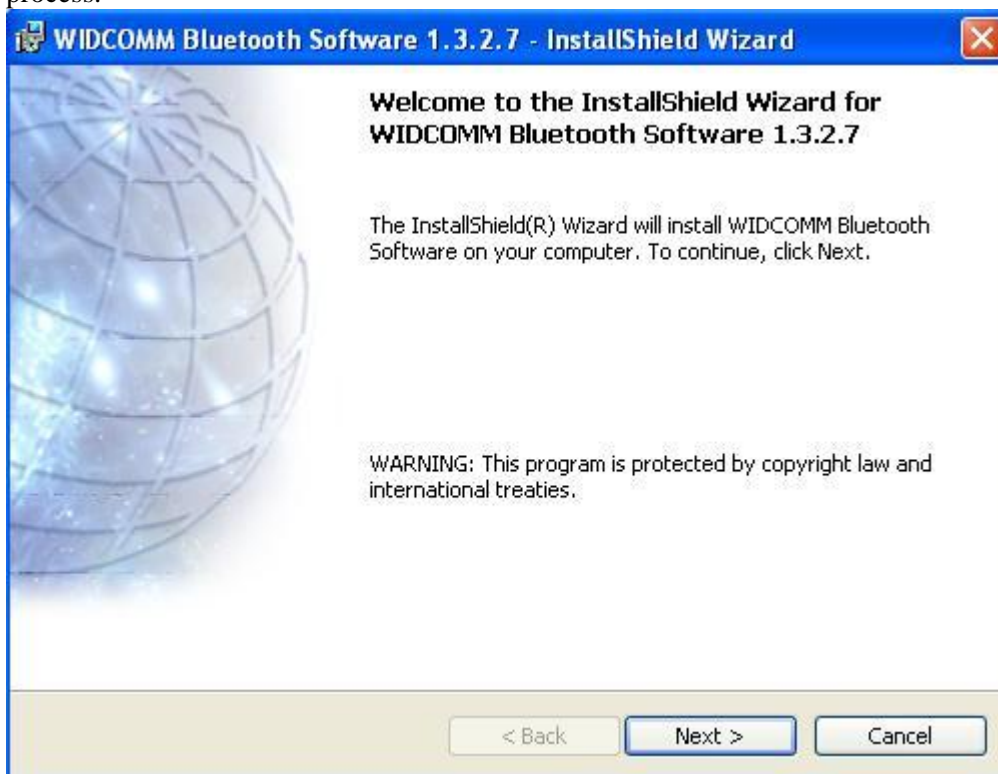 process.
WIDCOMM Bluetooth Software 1.3.2.7 - InstallShield Wizard
Welcome to the InstallShield Wizard for
WIDCOMM Bluetooth Software 1.3.2.7
The InstallShield(R) Wizard will install WIDCOMM Bluetooth
Software on your computer. To continue, click Next.
WARNING: This program is protected by copyright law and
international treaties.
< Back Next > Cancel